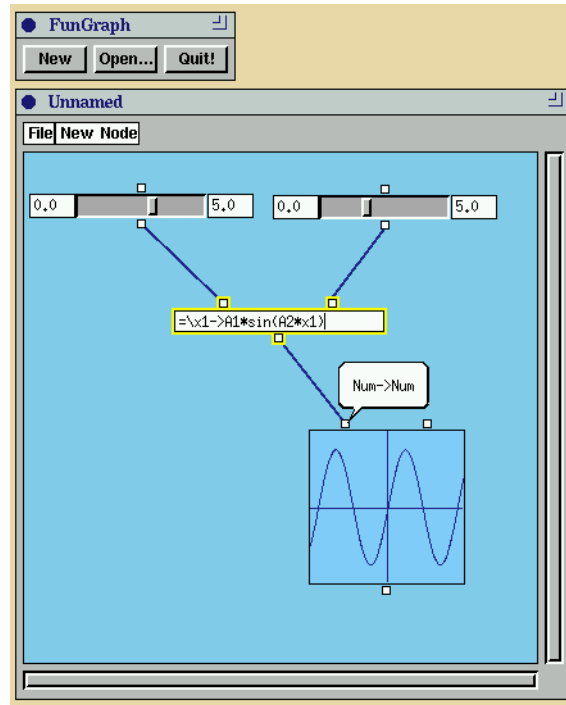 FunGraph
New Open... Quit!
Unnamed
File New Node
0.0 5.0 0.0 5.0
=\x1->A1*sin(A2*x1)
Num->Num